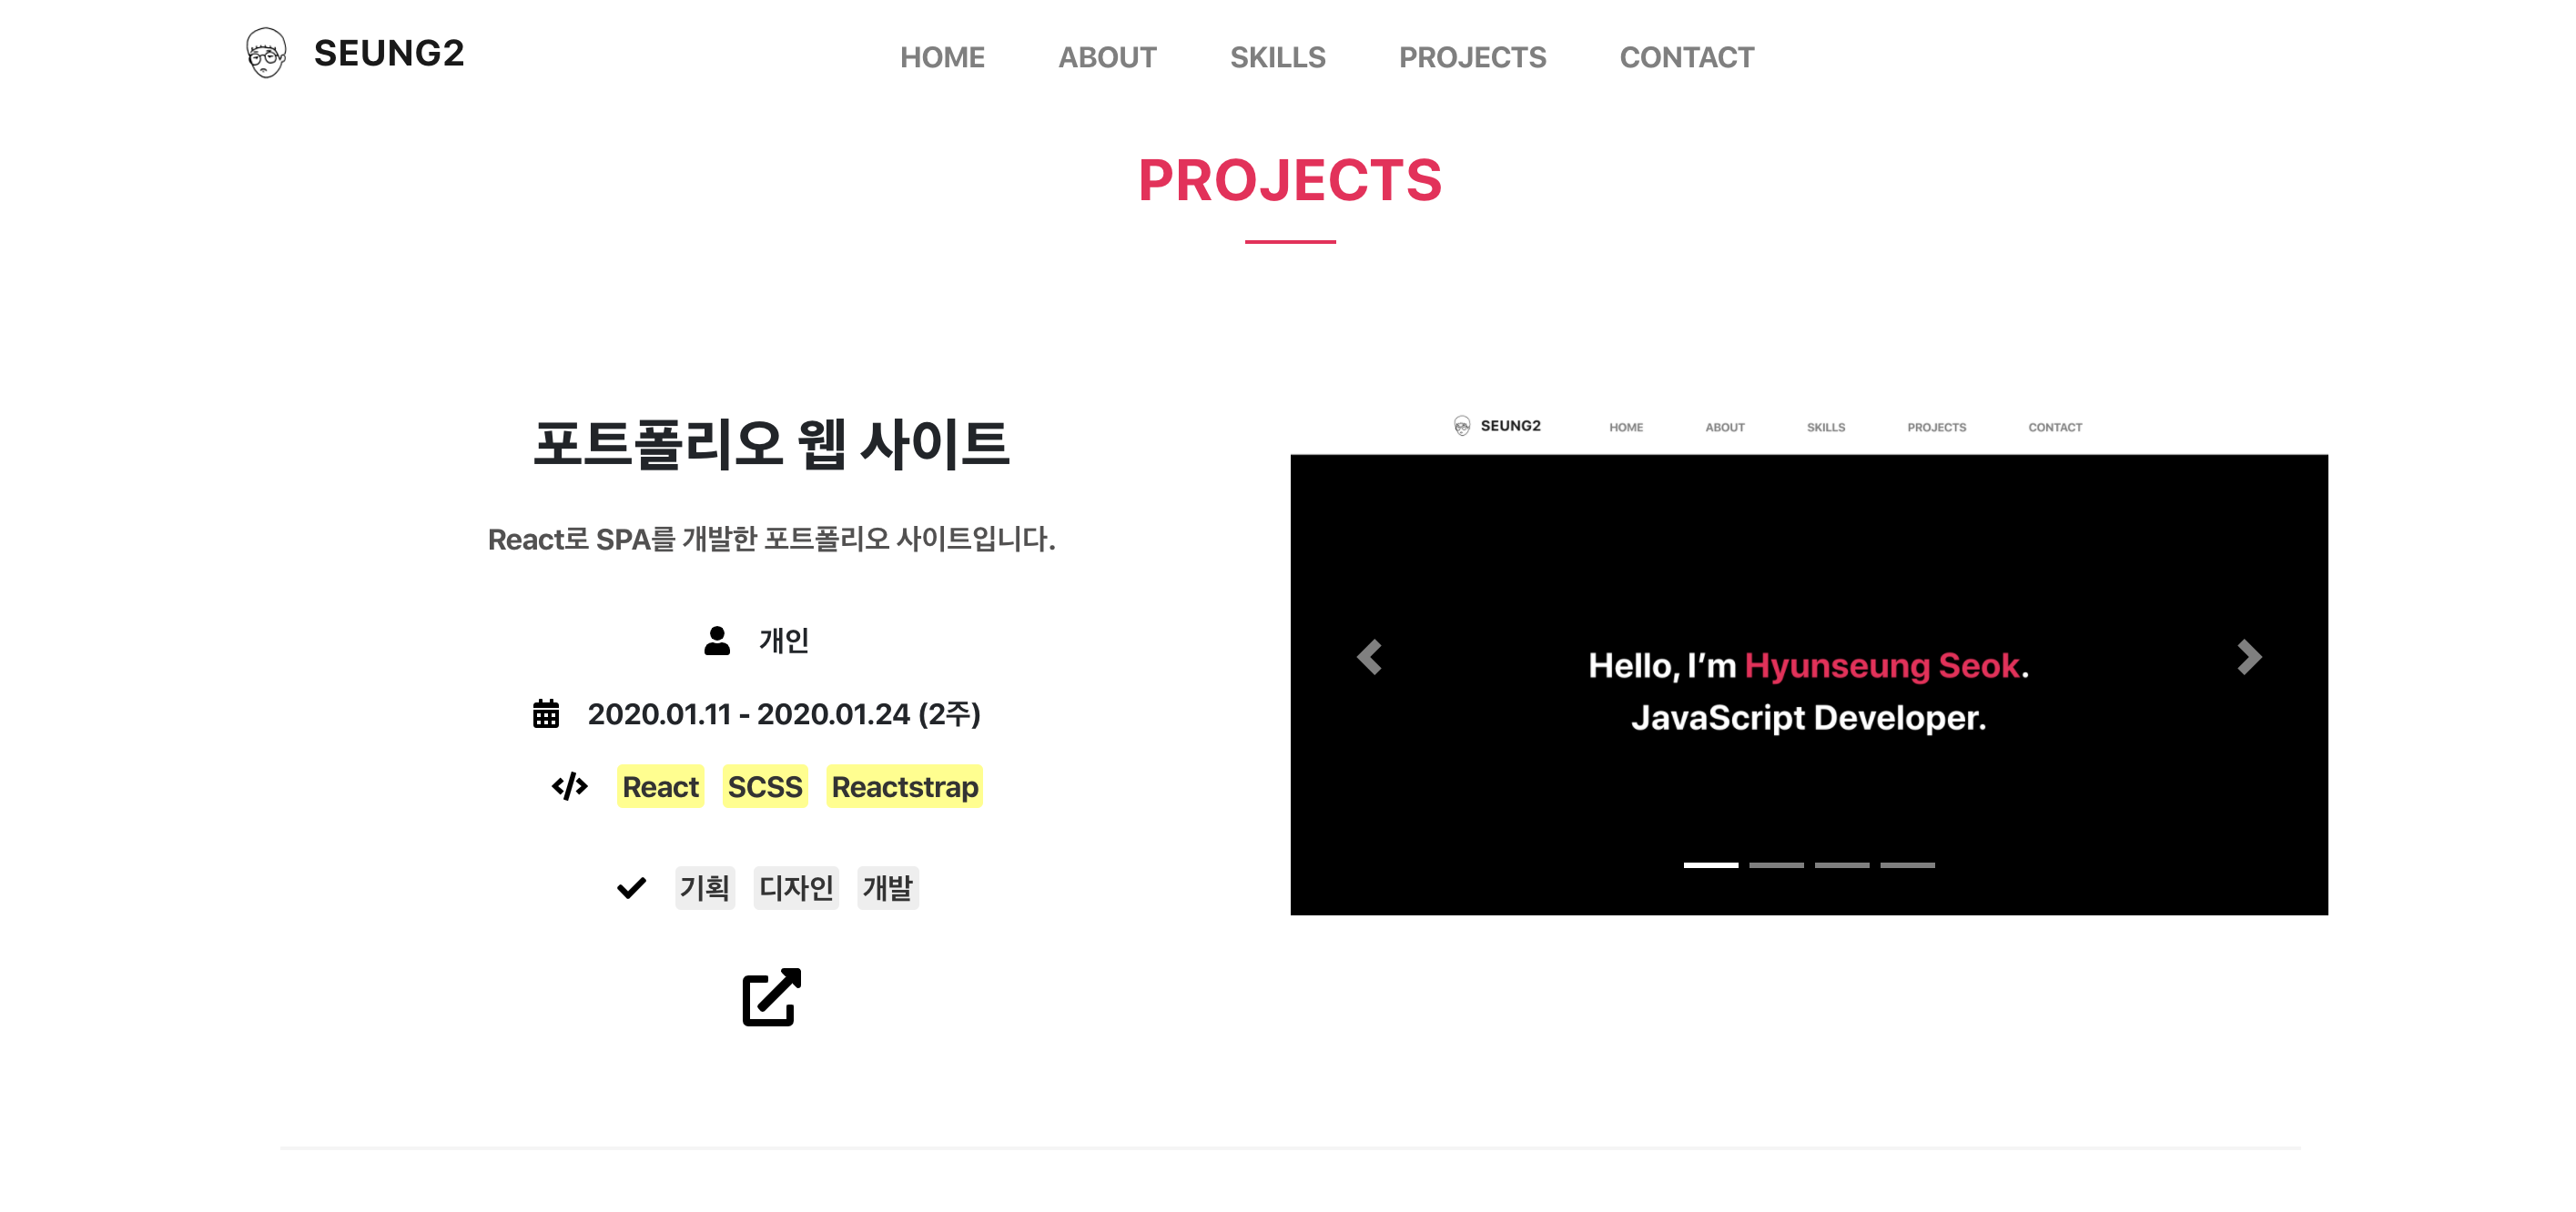 SEUNG2
HOME ABOUT SKILLS PROJECTS CONTACT
PROJECTS
포트폴리오 웹 사이트
React로 SPA를 개발한 포트폴리오 사이트입니다.
개인
2020.01.11 - 2020.01.24 (2주)
React SCSS Reactstrap
기획 디자인 개발
SEUNG2 HOME ABOUT SKILLS PROJECTS CONTACT
Hello, I’m Hyunseung Seok.
JavaScript Developer.